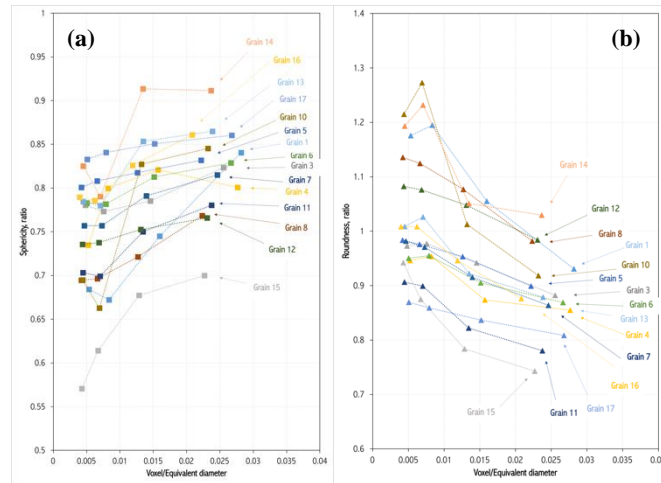 (a)
(b)
Sphericity, ratio
1
0.95
0.9
0.85
0.8
0.75
0.7
0.65
0.6
0.55
0.5
0
0.005
0.01
0.015
0.02
0.025
0.03
0.035
0.04
Voxel/Equivalent diameter
Grain 14
Grain 16
Grain 13
Grain 17
Grain 10
Grain 5
Grain 1
Grain 6
Grain 3
Grain 7
Grain 4
Grain 11
Grain 8
Grain 12
Grain 15
Roundness, ratio
1.4
1.3
1.2
1.1
1
0.9
0.8
0.7
0.6
0.5
0
0.005
0.01
0.015
0.02
0.025
0.03
0.035
0.04
Voxel/Equivalent diameter
Grain 14
Grain 12
Grain 8
Grain 1
Grain 10
Grain 5
Grain 3
Grain 6
Grain 13
Grain 4
Grain 7
Grain 16
Grain 17
Grain 15
Grain 11